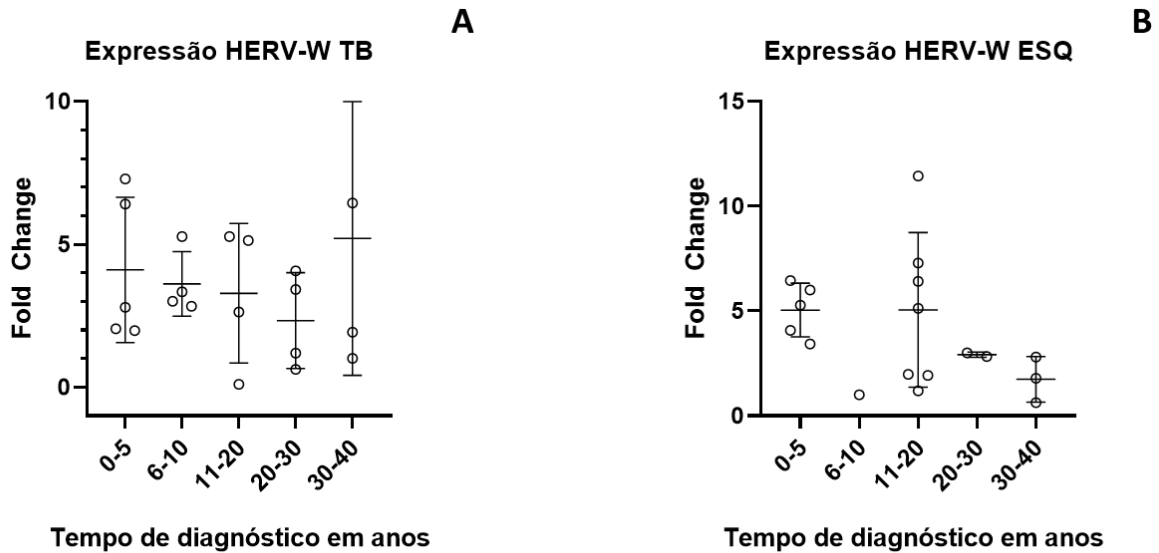 A
Expressão HERV-W TB
Fold Change
10
5
0
0-5
6-10
11-20
20-30
30-40
Tempo de diagnóstico em anos
B
Expressão HERV-W ESQ
Fold Change
15
10
5
0
0-5
6-10
11-20
20-30
30-40
Tempo de diagnóstico em anos